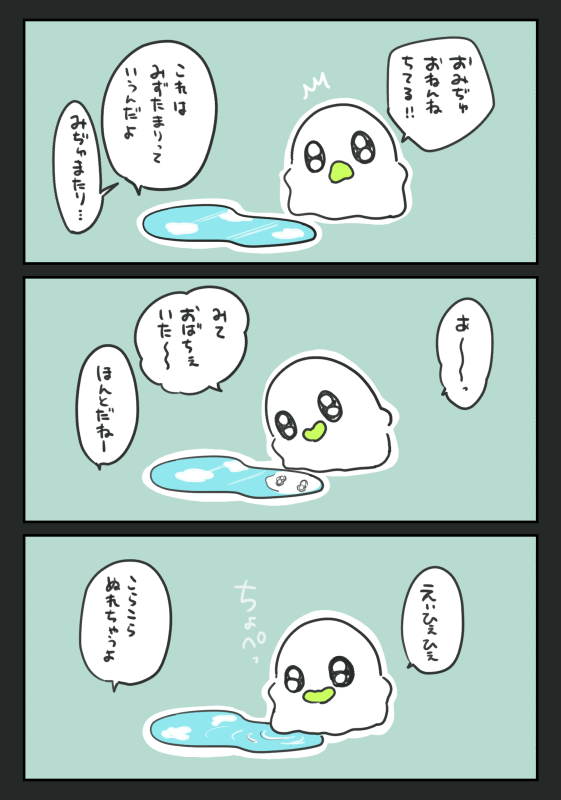 おみぢゅ
おねんね
ちてる!!
これは
みずたまりって
いうんだよ
みぢゅまたり…
あ〜〜っ
みて
おばちぇ
いた〜〜
ほんとだねー
えいひぇひぇ
ちょぺっ
こらこら
ぬれちゃうよ